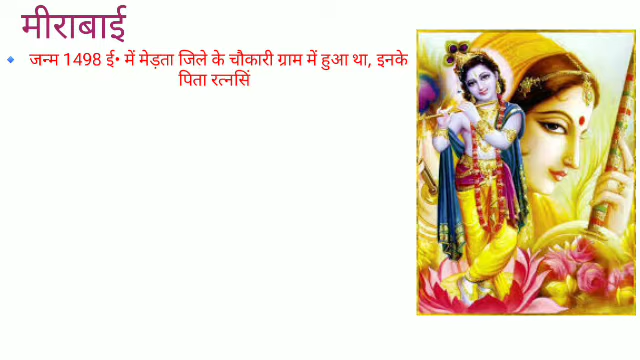 मीराबाई
जन्म 1498 ई• में मेड़ता जिले के चौकारी ग्राम में हुआ था, इनके
पिता रत्नसिं